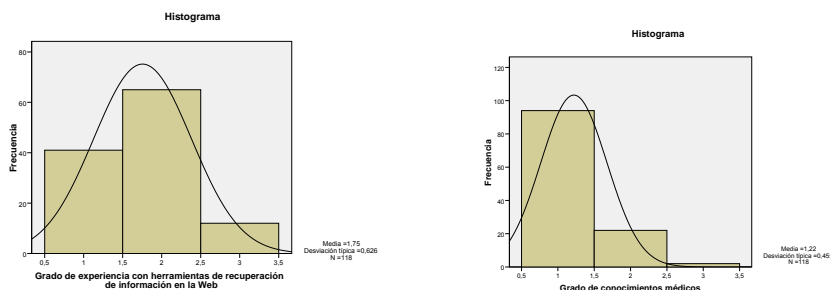 Histograma
80
60
40
20
0
Frecuencia
0,5 1 1,5 2 2,5 3 3,5
Grado de experiencia con herramientas de recuperación
de información en la Web
Media =1,75
Desviación típica =0,626
N =118
Histograma
120
100
80
60
40
20
0
Frecuencia
0,5 1 1,5 2 2,5 3 3,5
Grado de conocimientos médicos
Media =1,22
Desviación típica =0,45
N =118